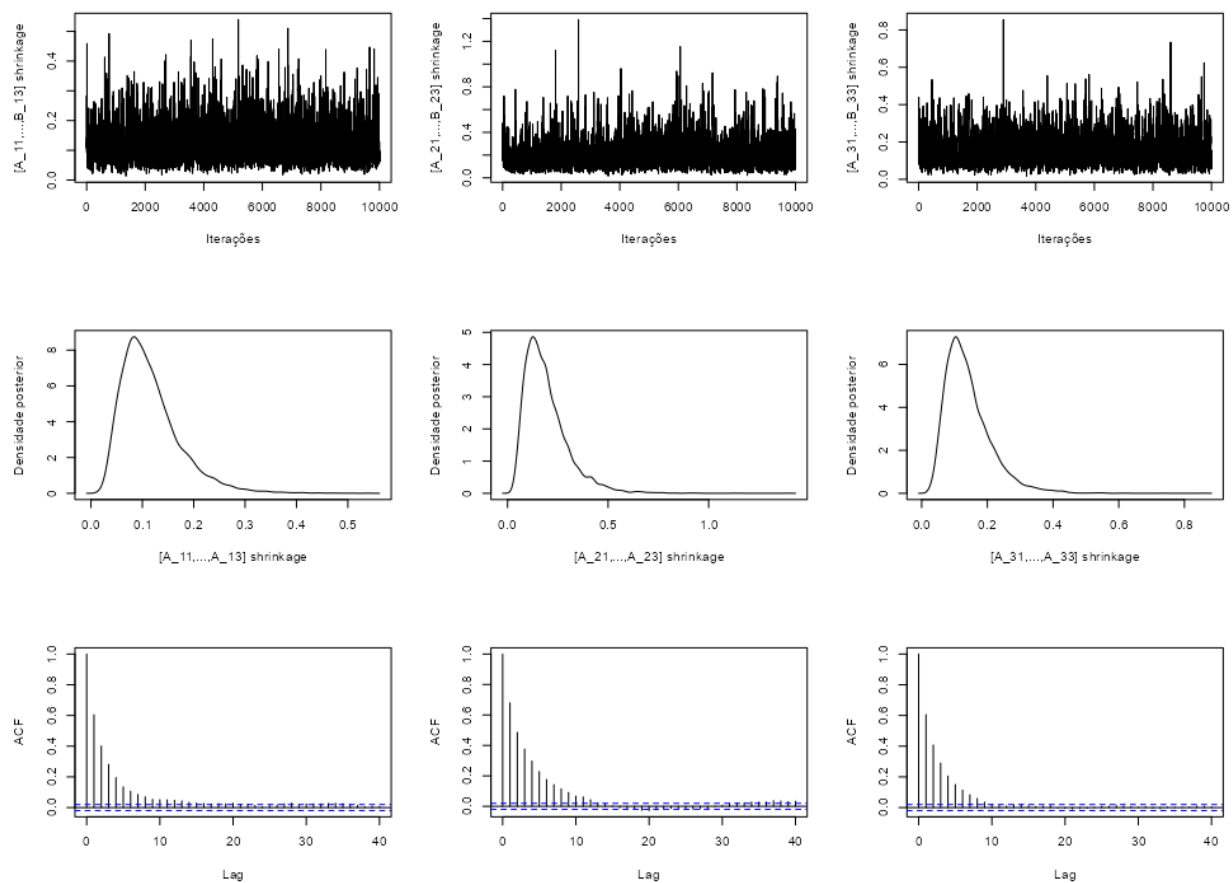 [A_11,...,B_13] shrinkage
0.0 0.2 0.4
0 2000 4000 6000 8000 10000
Iterações
[A_21,...,B_23] shrinkage
0.0 0.4 0.8 1.2
0 2000 4000 6000 8000 10000
Iterações
[A_31,...,B_33] shrinkage
0.0 0.2 0.4 0.6 0.8
0 2000 4000 6000 8000 10000
Iterações
Densidade posterior
0 2 4 6 8
0.0 0.1 0.2 0.3 0.4 0.5
[A_11,...,A_13] shrinkage
Densidade posterior
0 1 2 3 4 5
0.0 0.5 1.0
[A_21,...,A_23] shrinkage
Densidade posterior
0 2 4 6
0.0 0.2 0.4 0.6 0.8
[A_31,...,A_33] shrinkage
ACF
0.0 0.2 0.4 0.6 0.8 1.0
0 10 20 30 40
Lag
ACF
0.0 0.2 0.4 0.6 0.8 1.0
0 10 20 30 40
Lag
ACF
0.0 0.2 0.4 0.6 0.8 1.0
0 10 20 30 40
Lag